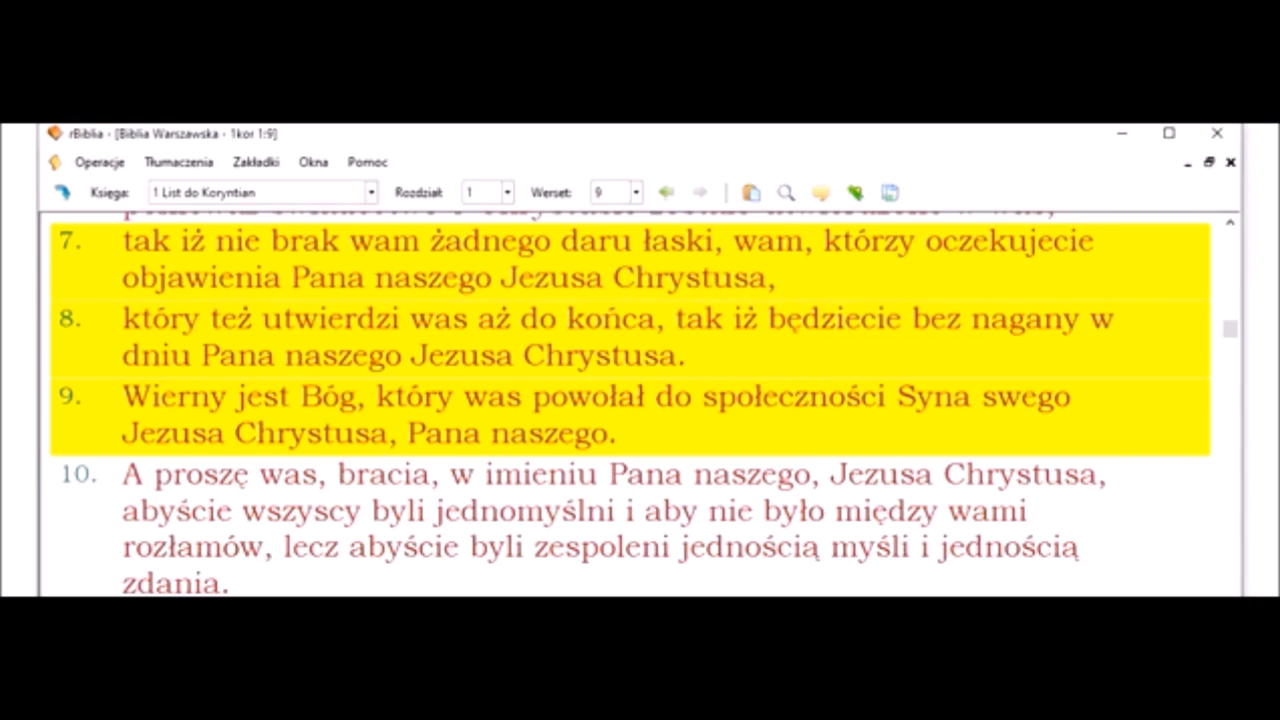 rBiblia - [Biblia Warszawska - 1kor 1:9]
Operacje Tłumaczenia Zakładki Okna Pomoc
Księga: 1 List do Koryntian Rozdział: 1 Werset: 9
7. tak iż nie brak wam żadnego daru łaski, wam, którzy oczekujecie
objawienia Pana naszego Jezusa Chrystusa,
8. który też utwierdzi was aż do końca, tak iż będziecie bez nagany w
dniu Pana naszego Jezusa Chrystusa.
9. Wierny jest Bóg, który was powołał do społeczności Syna swego
Jezusa Chrystusa, Pana naszego.
10. A proszę was, bracia, w imieniu Pana naszego, Jezusa Chrystusa,
abyście wszyscy byli jednomyślni i aby nie było między wami
rozłamów, lecz abyście byli zespoleni jednością myśli i jednością
zdania.